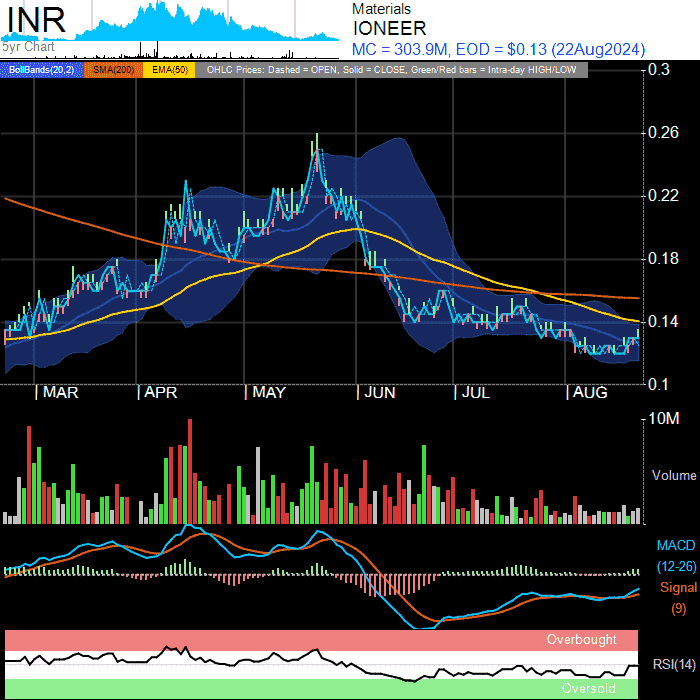 INR
5yr Chart
Materials
IONEER
MC = 303.9M, EOD = $0.13 (22Aug2024)
BollBands(20,2) SMA(200) EMA(50) OHLC Prices: Dashed = OPEN, Solid = CLOSE, Green/Red bars = Intra-day HIGH/LOW
0.3
0.26
0.22
0.18
0.14
0.1
| MAR | APR | MAY | JUN | JUL | AUG
10M
Volume
MACD
(12-26)
Signal
(9)
Overbought
RSI(14)
Oversold